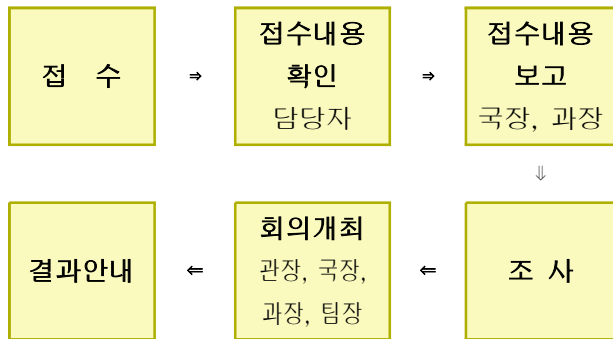 접 수
⇒
접수내용
확인
담당자
⇒
접수내용
보고
국장, 과장
⇓
조 사
⇐
회의개최
관장, 국장,
과장, 팀장
⇐
결과안내